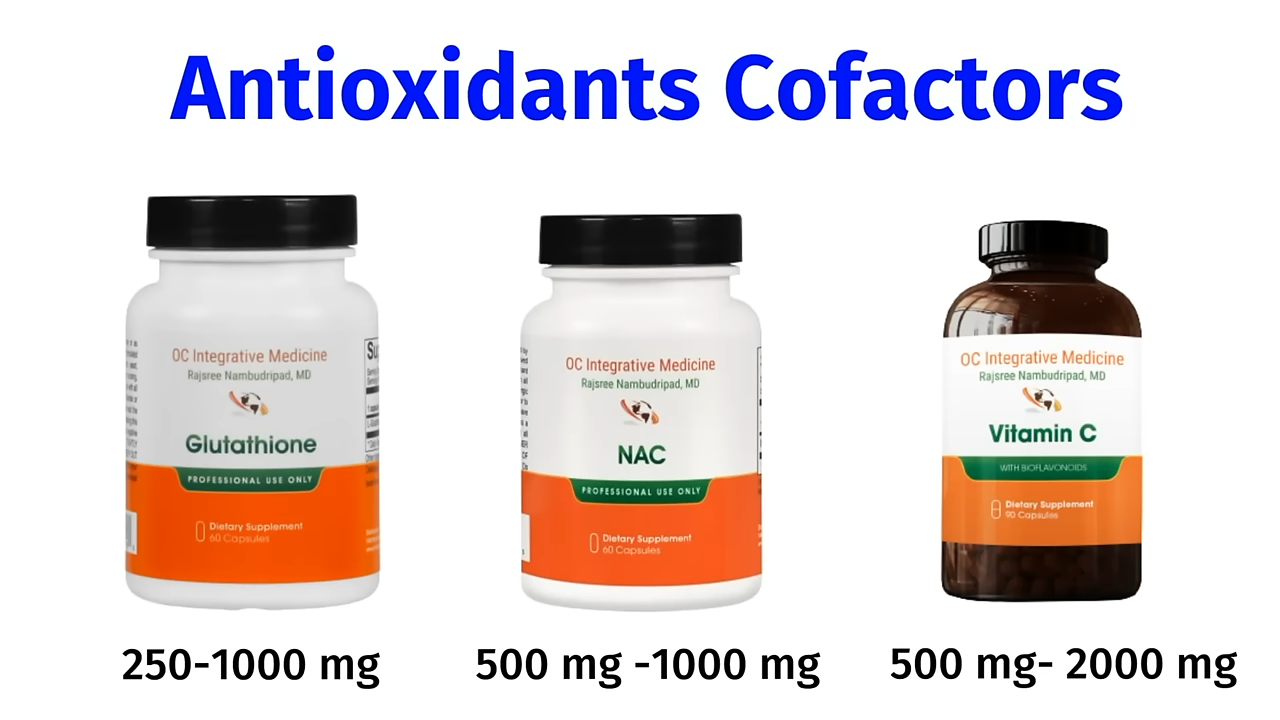 Antioxidants Cofactors
OC Integrative Medicine
Rajsree Nambudripad, MD
Glutathione
PROFESSIONAL USE ONLY
Dietary Supplement
60 Capsules
250-1000 mg
OC Integrative Medicine
Rajsree Nambudripad, MD
NAC
PROFESSIONAL USE ONLY
Dietary Supplement
60 Capsules
500 mg -1000 mg
OC Integrative Medicine
Rajsree Nambudripad, MD
Vitamin C
WITH BIOFLAVONOIDS
Dietary Supplement
90 Capsules
500 mg- 2000 mg